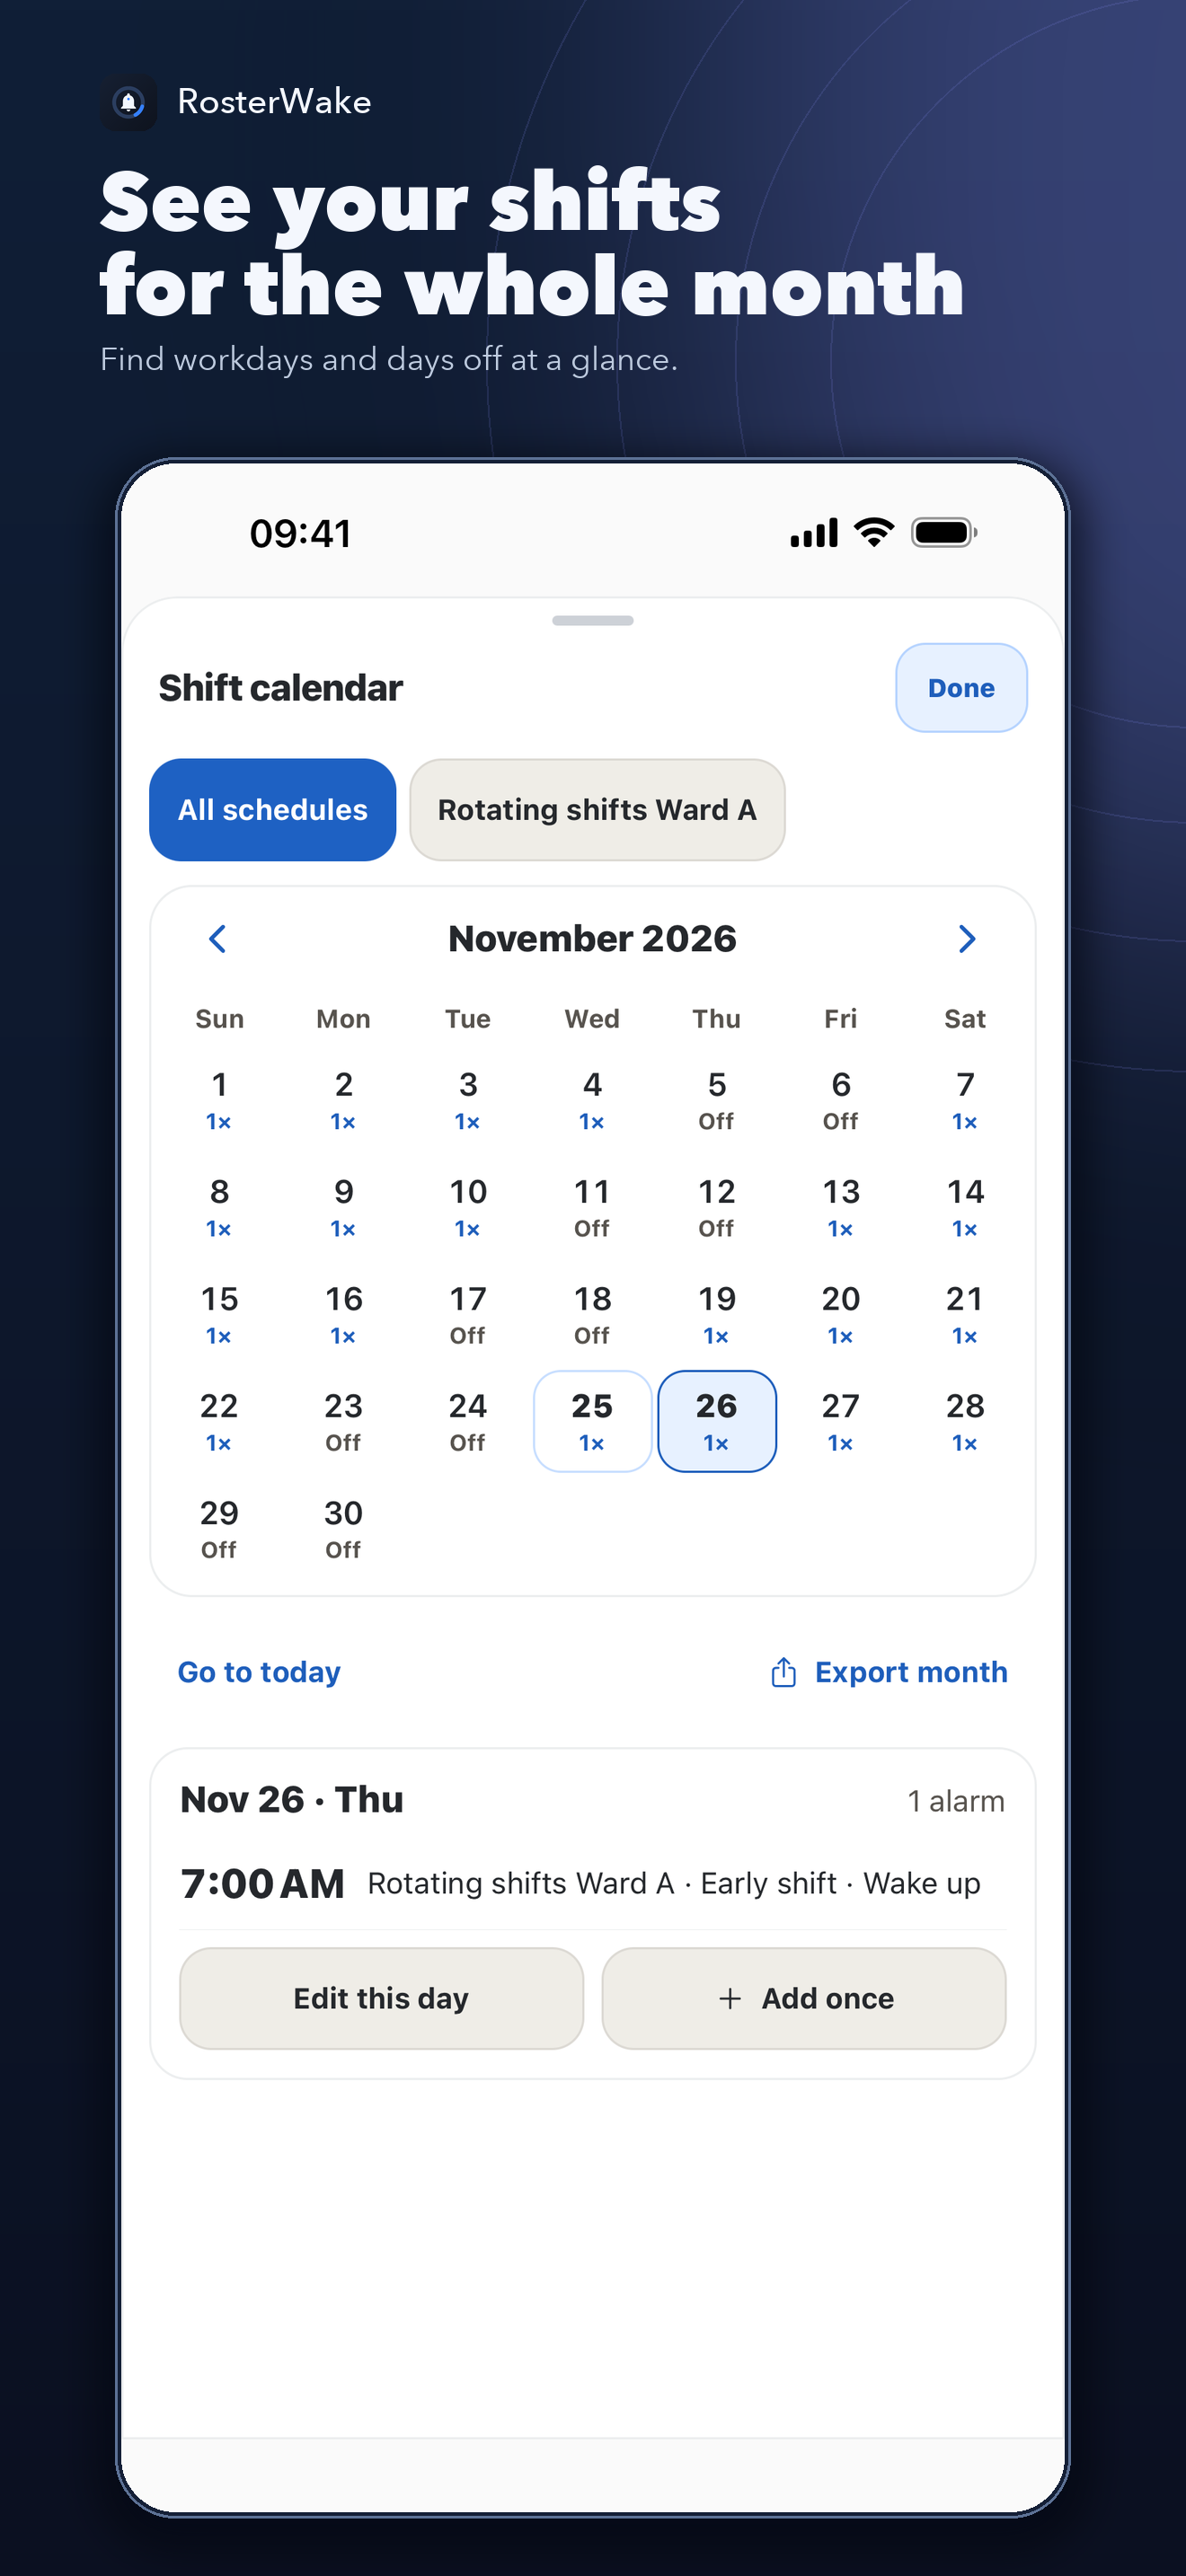 RosterWake
See your shifts
for the whole month
Find workdays and days off at a glance.
09:41
Shift calendar
Done
All schedules
Rotating shifts Ward A
November 2026
Sun Mon Tue Wed Thu Fri Sat
1 2 3 4 5 6 7
1× 1× 1× 1× Off Off 1×
8 9 10 11 12 13 14
1× 1× 1× Off Off 1× 1×
15 16 17 18 19 20 21
1× 1× Off Off 1× 1× 1×
22 23 24 25 26 27 28
1× Off Off 1× 1× 1× 1×
29 30
Off Off
Go to today
Export month
Nov 26 · Thu
1 alarm
7:00 AM Rotating shifts Ward A · Early shift · Wake up
Edit this day
+ Add once